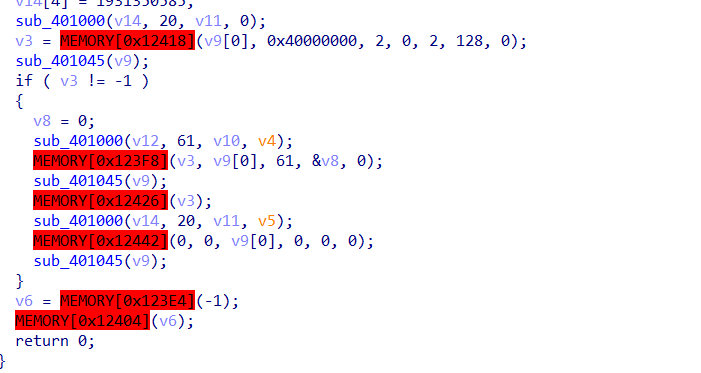 v14[4] = 1931350585;
sub_401000(v14, 20, v11, 0);
v3 = MEMORY[0x12418](v9[0], 0x40000000, 2, 0, 2, 128, 0);
sub_401045(v9);
if ( v3 != -1 )
{
v8 = 0;
sub_401000(v12, 61, v10, v4);
MEMORY[0x123F8](v3, v9[0], 61, &v8, 0);
sub_401045(v9);
MEMORY[0x12426](v3);
sub_401000(v14, 20, v11, v5);
MEMORY[0x12442](0, 0, v9[0], 0, 0, 0);
sub_401045(v9);
}
v6 = MEMORY[0x123E4](-1);
MEMORY[0x12404](v6);
return 0;
}